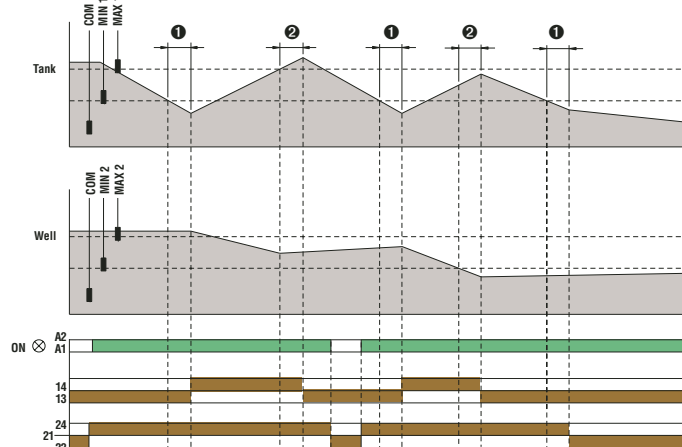 COM
MIN 1
MAX
❶ ❷ ❶ ❷ ❶
Tank
COM
MIN 2
MAX 2
Well
ON
A2
A1
14
13
24
21